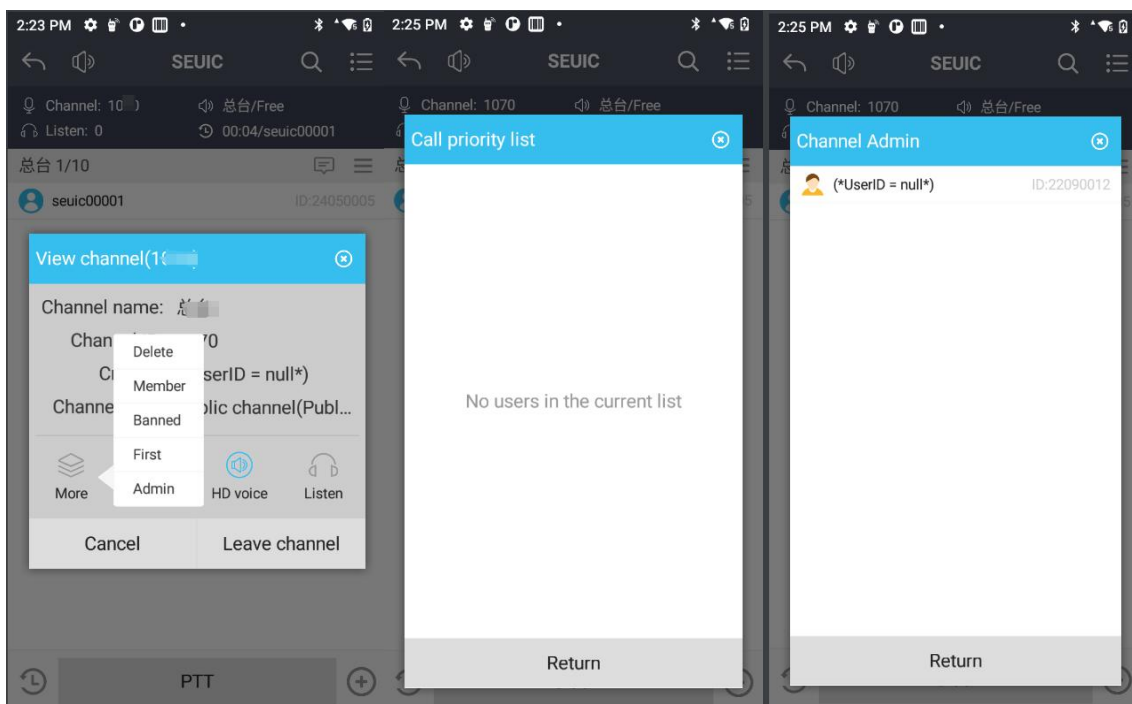 2:23 PM
SEUIC
Channel: 10
总台/Free
Listen: 0
00:04/seuic00001
总台 1/10
seuic00001
ID:24050005
View channel(1
Channel name:
Chan
70
Delete
Member
Banned
First
Admin
serID = null*)
Channe
blic channel(Publ...
More
HD voice
Listen
Cancel
Leave channel
PTT
2:25 PM
SEUIC
Channel: 1070
总台/Free
Call priority list
No users in the current list
Return
2:25 PM
SEUIC
Channel: 1070
总台/Free
Channel Admin
(*UserID = null*)
ID:22090012
Return